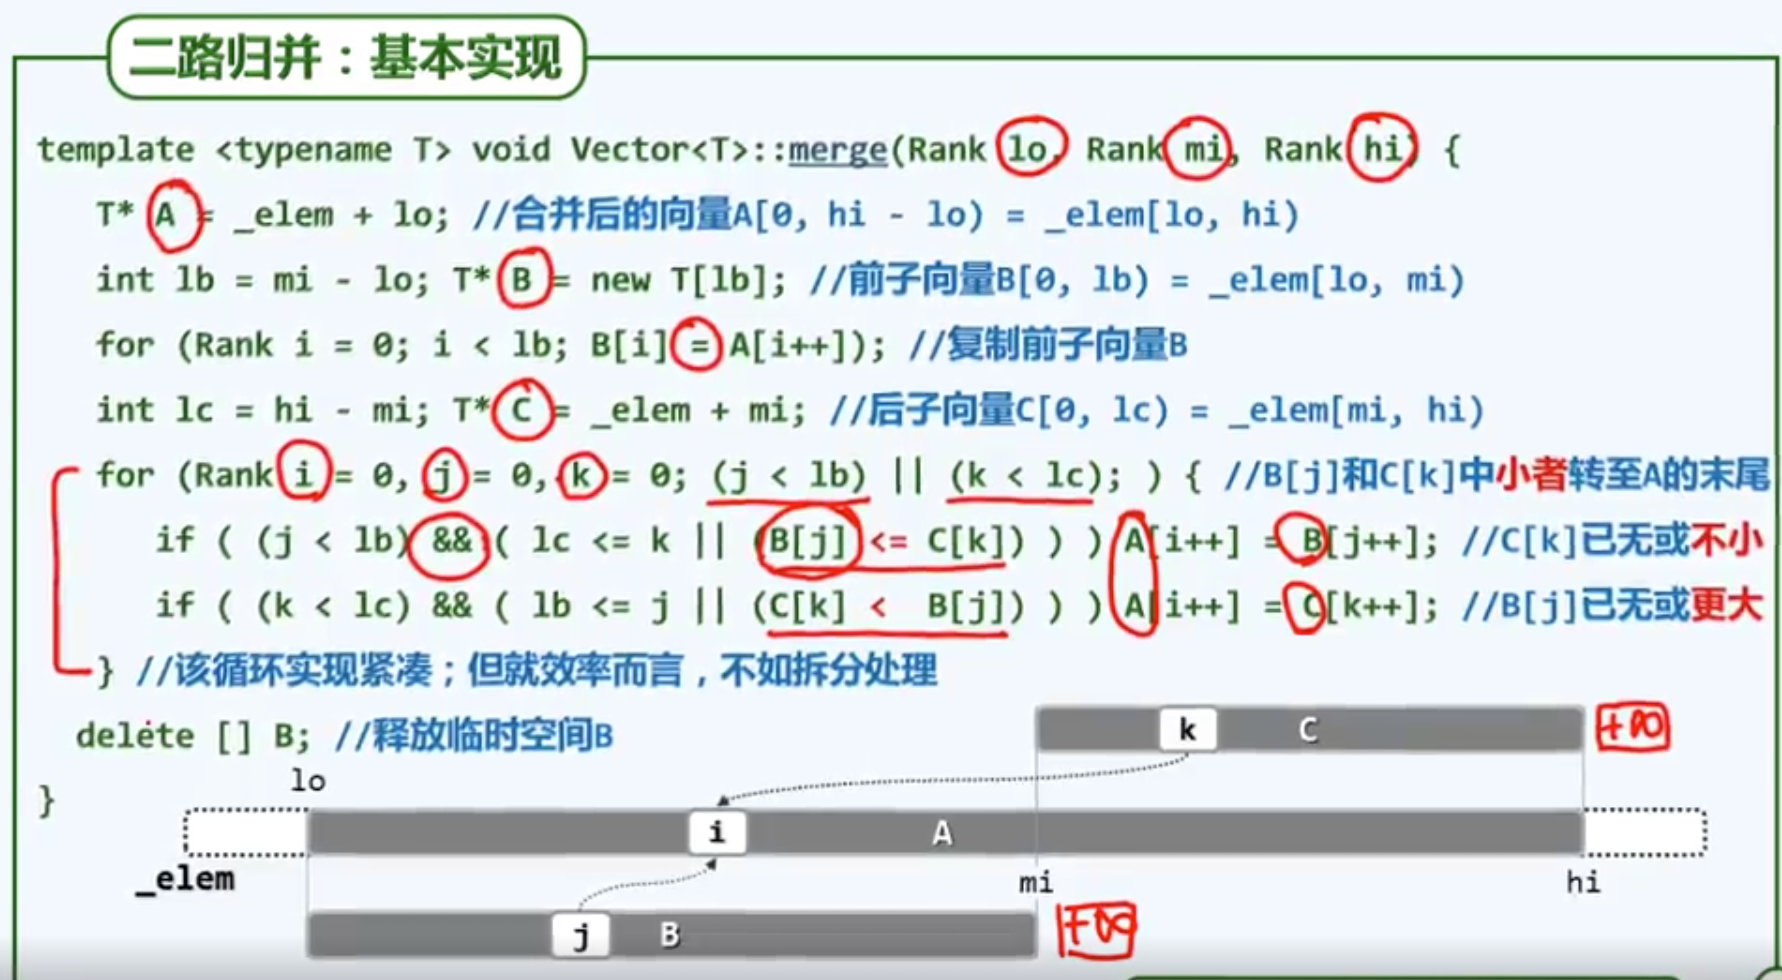 二路归并：基本实现
template <typename T> void Vector<T>::merge(Rank lo, Rank mi, Rank hi) {
T* A = _elem + lo; //合并后的向量A[0, hi - lo) = _elem[lo, hi)
int lb = mi - lo; T* B = new T[lb]; //前子向量B[0, lb) = _elem[lo, mi)
for (Rank i = 0; i < lb; B[i] = A[i++]); //复制前子向量B
int lc = hi - mi; T* C = _elem + mi; //后子向量C[0, lc) = _elem[mi, hi)
for (Rank i = 0, j = 0, k = 0; (j < lb) || (k < lc); ) { //B[j]和C[k]中小者转至A的末尾
if ( (j < lb) && ( lc <= k || (B[j] <= C[k]) ) ) A[i++] = B[j++]; //C[k]已无或不小
if ( (k < lc) && ( lb <= j || (C[k] < B[j]) ) ) A[i++] = C[k++]; //B[j]已无或更大
} //该循环实现紧凑；但就效率而言，不如拆分处理
delete [] B; //释放临时空间B
}
k C +∞
lo
i A
_elem mi hi
j B +∞